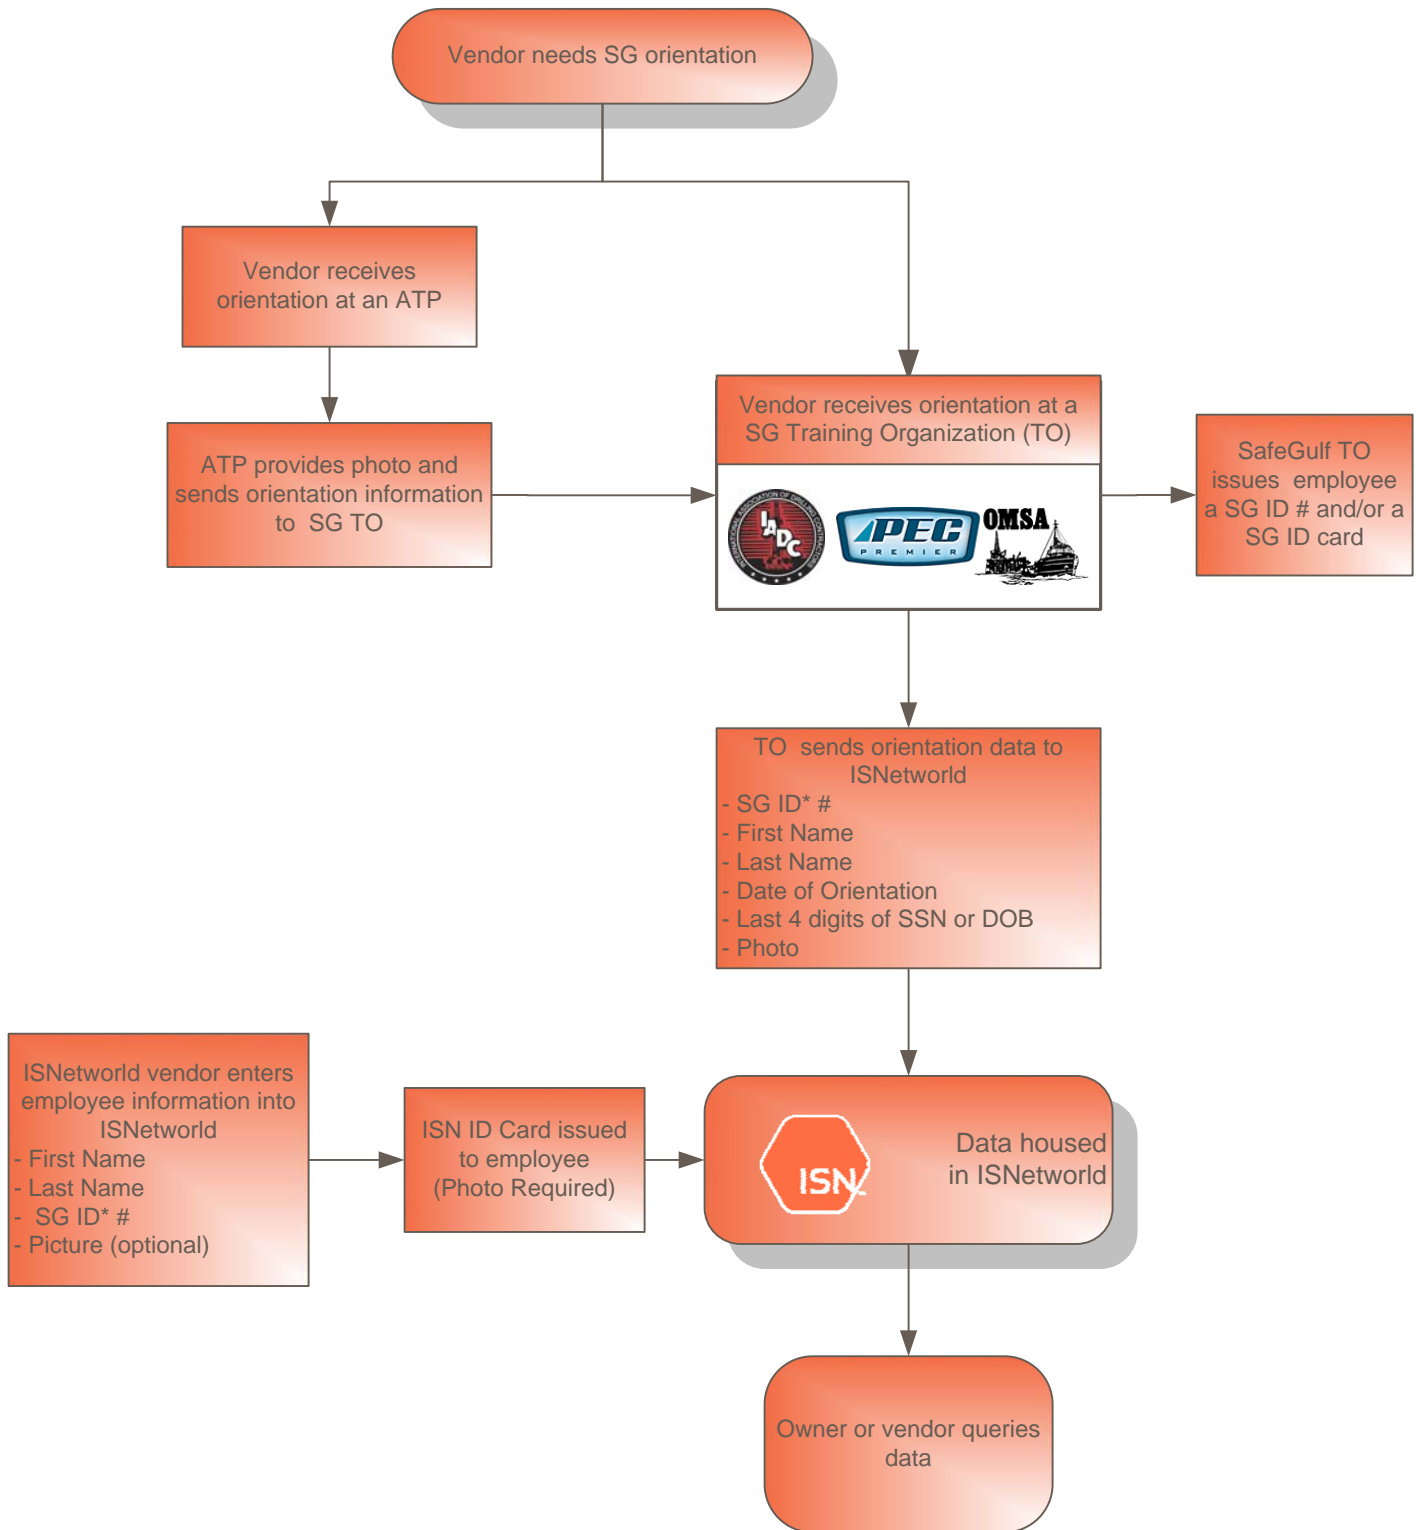 Vendor needs SG orientation
Vendor receives
orientation at an ATP
ATP provides photo and
sends orientation information
to  SG TO
Vendor receives orientation at a
SG Training Organization (TO)
INTERNATIONAL ASSOCIATION OF DRILLING CONTRACTORS
IADC
PEC
PREMIER
OMSA
SafeGulf TO
issues  employee
a SG ID # and/or a
SG ID card
TO  sends orientation data to
ISNetworld
- SG ID* #
- First Name
- Last Name
- Date of Orientation
- Last 4 digits of SSN or DOB
- Photo
ISNetworld vendor enters
employee information into
ISNetworld
- First Name
- Last Name
-  SG ID* #
- Picture (optional)
ISN ID Card issued
to employee
(Photo Required)
ISN
Data housed
in ISNetworld
Owner or vendor queries
data